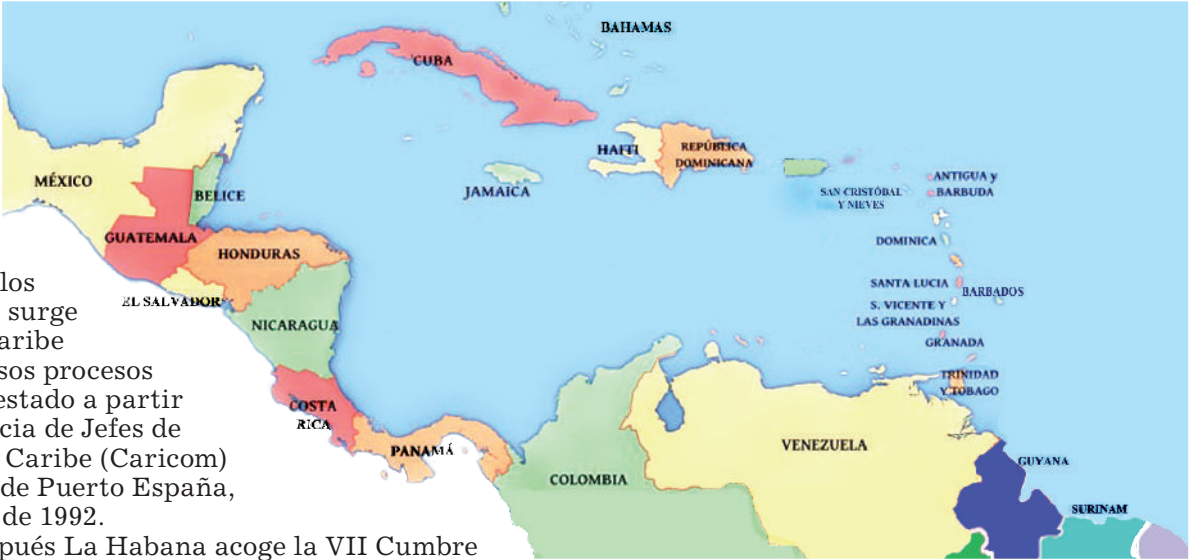 BAHAMAS
CUBA
HAITI
REPÚBLICA
DOMINICANA
JAMAICA
MÉXICO
BELICE
GUATEMALA
HONDURAS
EL SALVADOR
NICARAGUA
COSTA
RICA
PANAMÁ
COLOMBIA
VENEZUELA
GUYANA
SURINAM
ANTIGUA y
BARBUDA
SAN CRISTÓBAL
Y NIEVES
DOMINICA
SANTA LUCIA
BARBADOS
S. VICENTE Y
LAS GRANADINAS
GRANADA
TRINIDAD
Y TOBAGO
los
surge
aribe
sos procesos
estado a partir
cia de Jefes de
Caribe (Caricom)
de Puerto España,
de 1992.
pués La Habana acoge la VII Cumbre